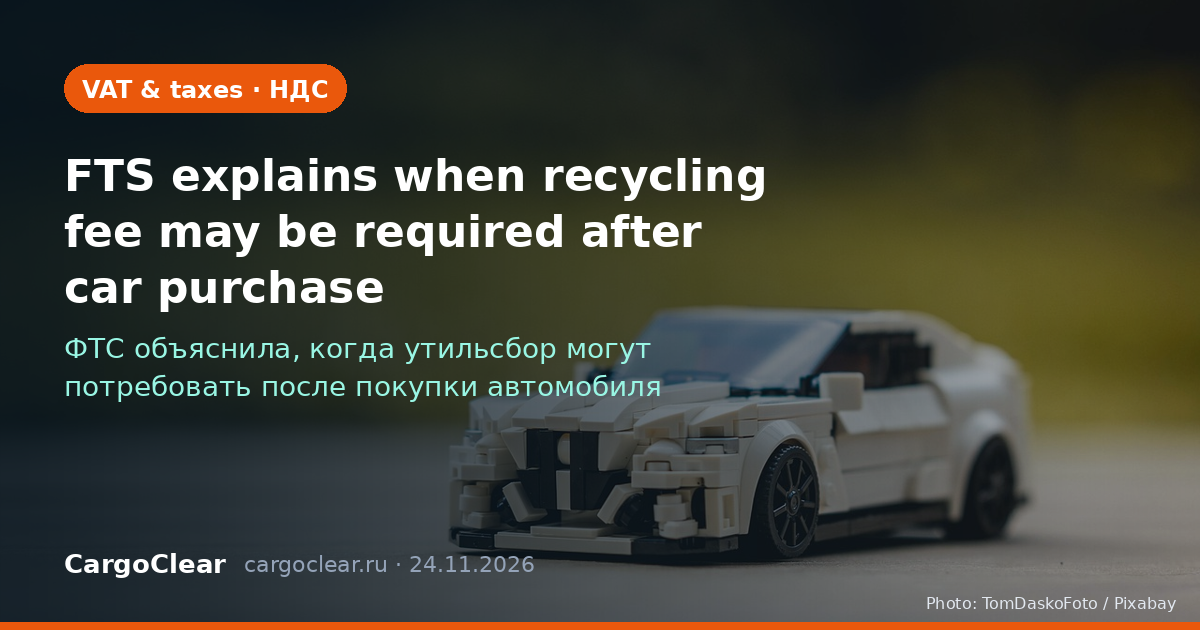 VAT & taxes · НДС
FTS explains when recycling
fee may be required after
car purchase
ФТС объяснила, когда утильсбор могут
потребовать после покупки автомобиля
CargoClear cargoclear.ru · 24.11.2026
Photo: TomDaskoFoto / Pixabay